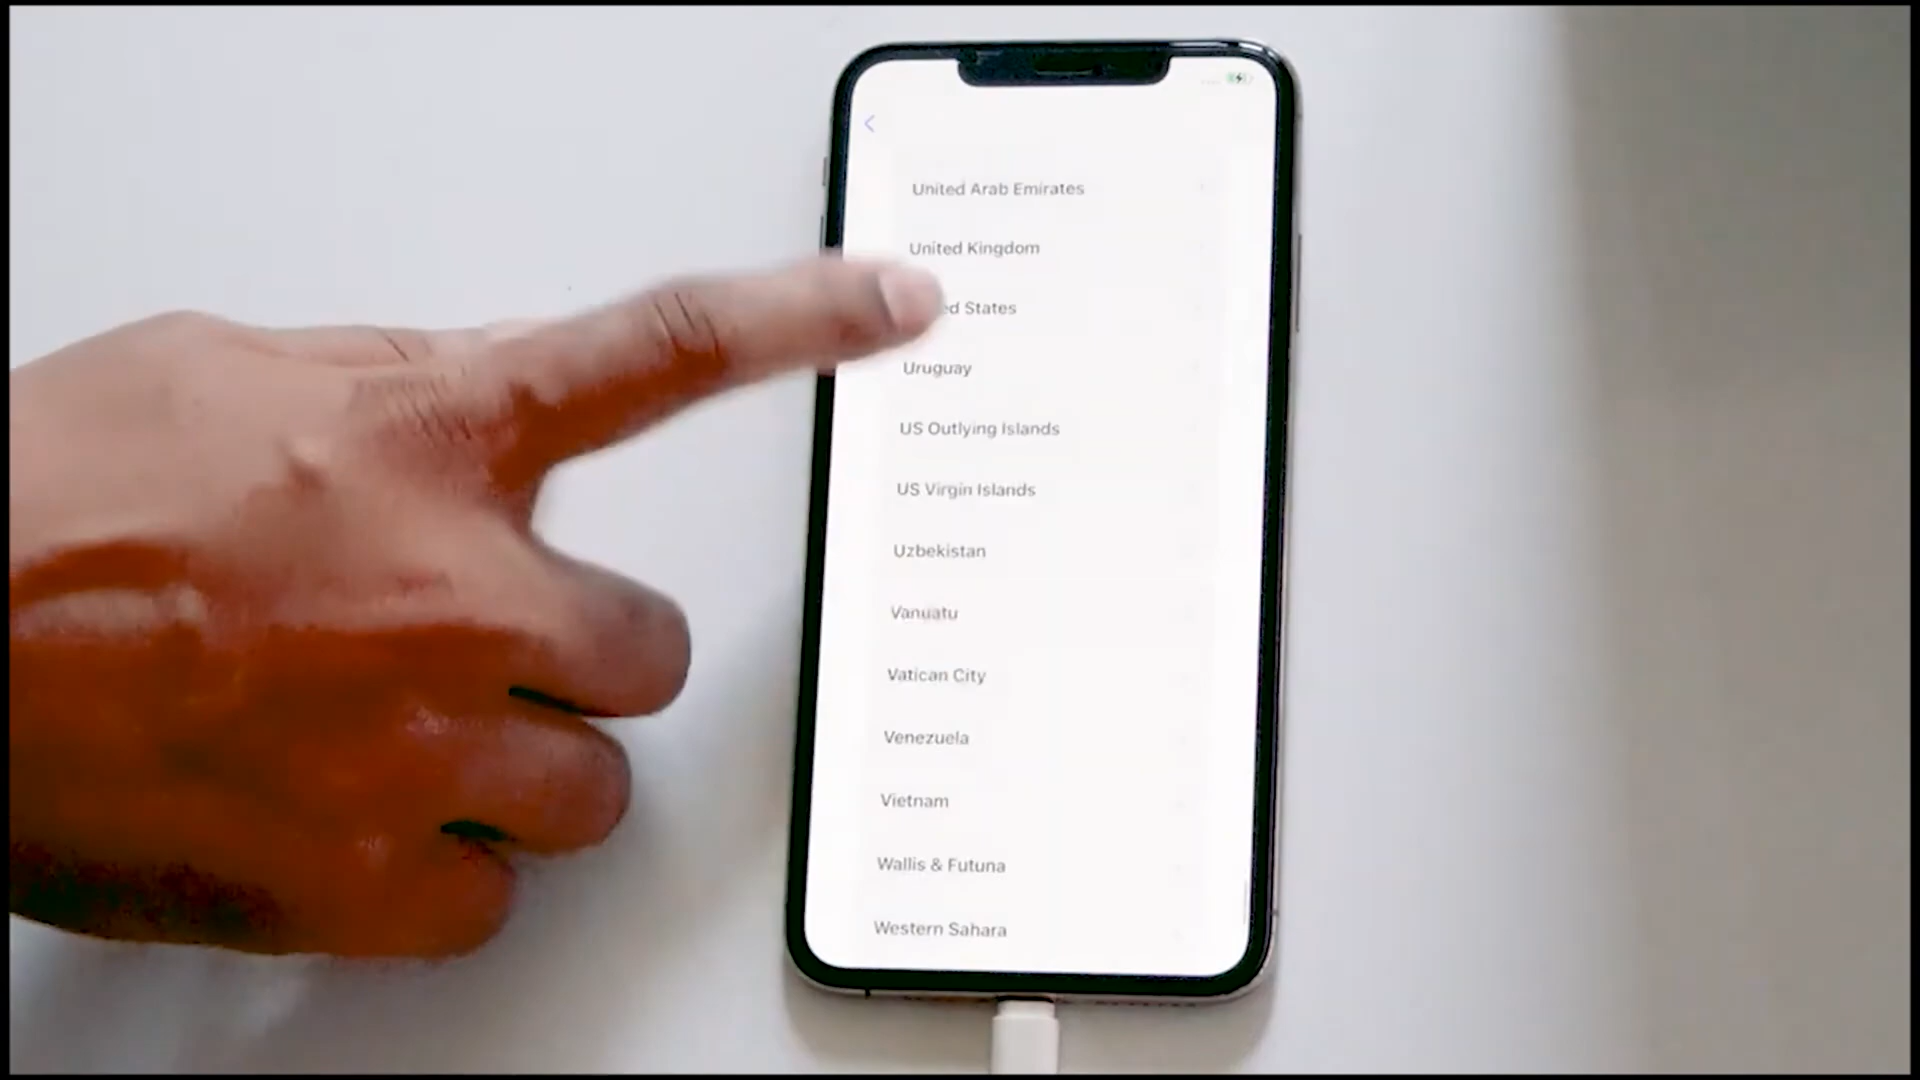 United Arab Emirates
United Kingdom
ed States
Uruguay
US Outlying Islands
US Virgin Islands
Uzbekistan
Vanuatu
Vatican City
Venezuela
Vietnam
Wallis & Futuna
Western Sahara